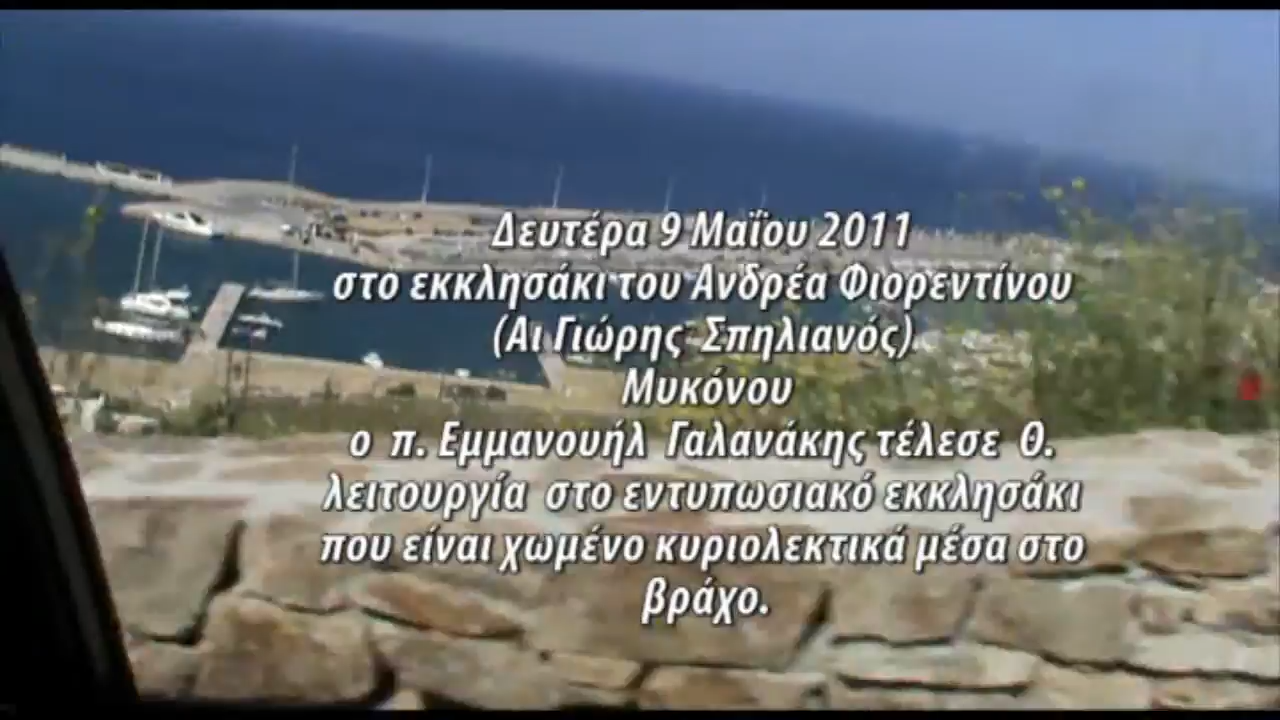 Δευτέρα 9 Μαΐου 2011
στο εκκλησάκι του Ανδρέα Φιορεντίνου
(Αι Γιώρης Σπηλιανός)
Μυκόνου
ο π. Εμμανουήλ Γαλανάκης τέλεσε Θ.
λειτουργία στο εντυπωσιακό εκκλησάκι
που είναι χωμένο κυριολεκτικά μέσα στο
βράχο.